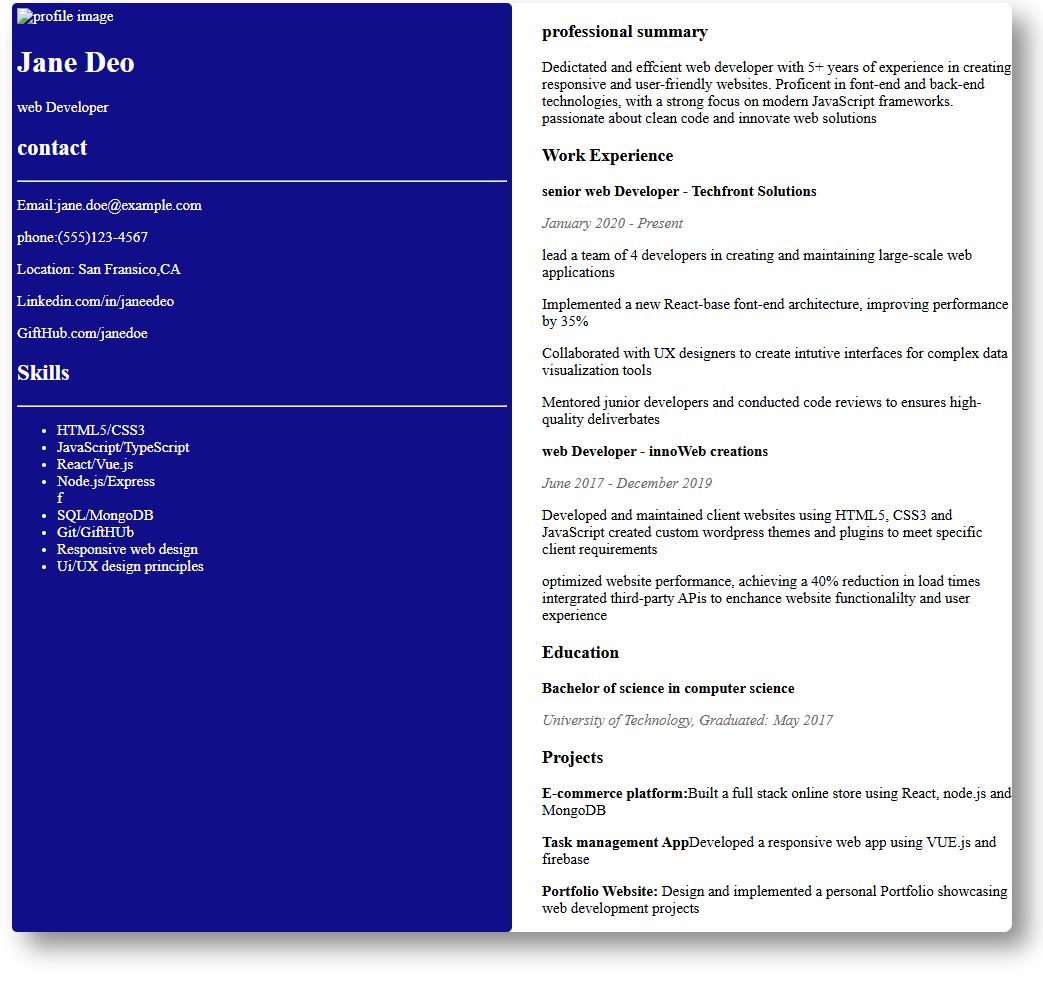 profile image
Jane Deo
web Developer
contact
Email:jane.doe@example.com
phone:(555)123-4567
Location: San Fransico,CA
Linkedin.com/in/janeedeo
GiftHub.com/janedoe
Skills
HTML5/CSS3
JavaScript/TypeScript
React/Vue.js
Node.js/Express
f
SQL/MongoDB
Git/GiftHUb
Responsive web design
Ui/UX design principles
professional summary
Dedictated and effcient web developer with 5+ years of experience in creating
responsive and user-friendly websites. Proficent in font-end and back-end
technologies, with a strong focus on modern JavaScript frameworks.
passionate about clean code and innovate web solutions
Work Experience
senior web Developer - Techfront Solutions
January 2020 - Present
lead a team of 4 developers in creating and maintaining large-scale web
applications
Implemented a new React-base font-end architecture, improving performance
by 35%
Collaborated with UX designers to create intutive interfaces for complex data
visualization tools
Mentored junior developers and conducted code reviews to ensures high-
quality deliverbates
web Developer - innoWeb creations
June 2017 - December 2019
Developed and maintained client websites using HTML5, CSS3 and
JavaScript created custom wordpress themes and plugins to meet specific
client requirements
optimized website performance, achieving a 40% reduction in load times
intergrated third-party APis to enchance website functionalilty and user
experience
Education
Bachelor of science in computer science
University of Technology, Graduated: May 2017
Projects
E-commerce platform:Built a full stack online store using React, node.js and
MongoDB
Task management AppDeveloped a responsive web app using VUE.js and
firebase
Portfolio Website: Design and implemented a personal Portfolio showcasing
web development projects